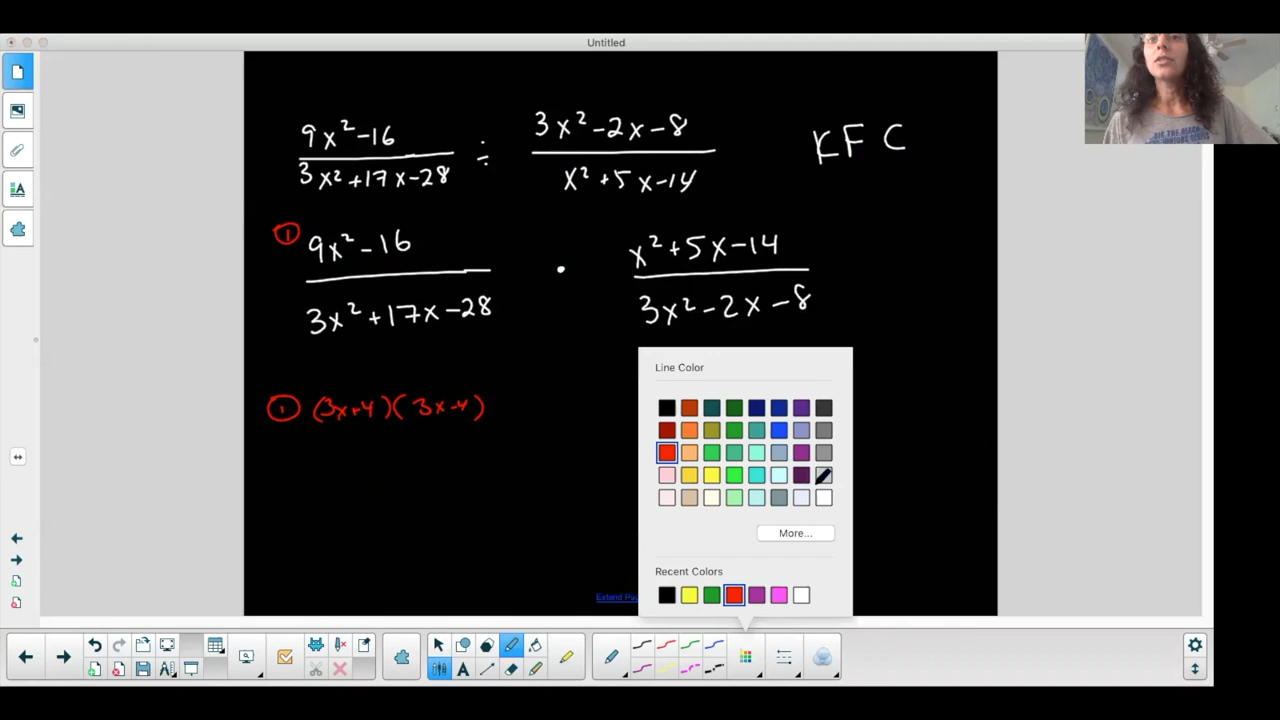 Untitled
9x²-16
3x²+17x-28
÷
3x²-2x-8
x²+5x-14
KFC
①
9x²-16
3x²+17x-28
·
x²+5x-14
3x²-2x-8
① (3x+4)(3x-4)
Line Color
More...
Recent Colors